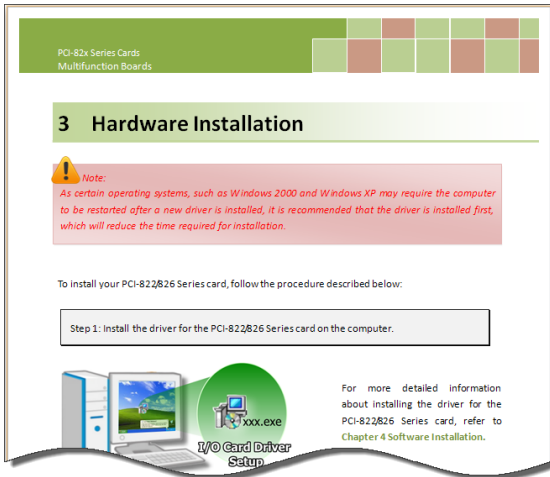 PCI-82x Series Cards
Multifunction Boards
3 Hardware Installation
Note:
As certain operating systems, such as Windows 2000 and Windows XP may require the computer
to be restarted after a new driver is installed, it is recommended that the driver is installed first,
which will reduce the time required for installation.
To install your PCI-822/826 Series card, follow the procedure described below:
Step 1: Install the driver for the PCI-822/826 Series card on the computer.
xxx.exe
I/O Card Driver
Setup
For more detailed information
about installing the driver for the
PCI-822/826 Series card, refer to
Chapter 4 Software Installation.